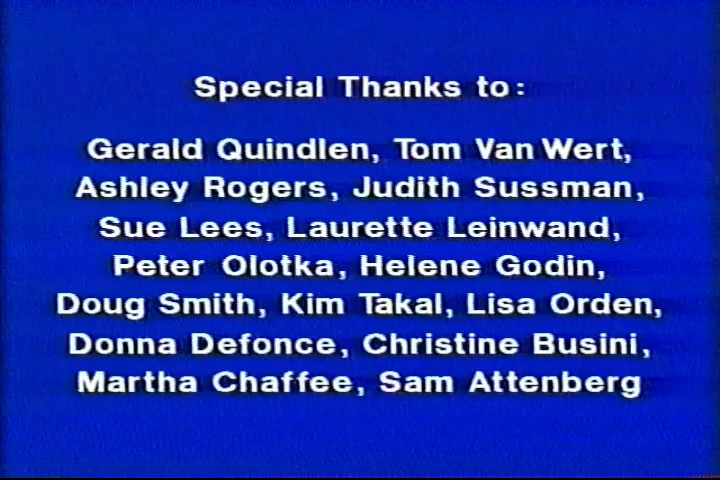 Special Thanks to:
Gerald Quindlen, Tom Van Wert,
Ashley Rogers, Judith Sussman,
Sue Lees, Laurette Leinwand,
Peter Olotka, Helene Godin,
Doug Smith, Kim Takal, Lisa Orden,
Donna Defonce, Christine Busini,
Martha Chaffee, Sam Attenberg